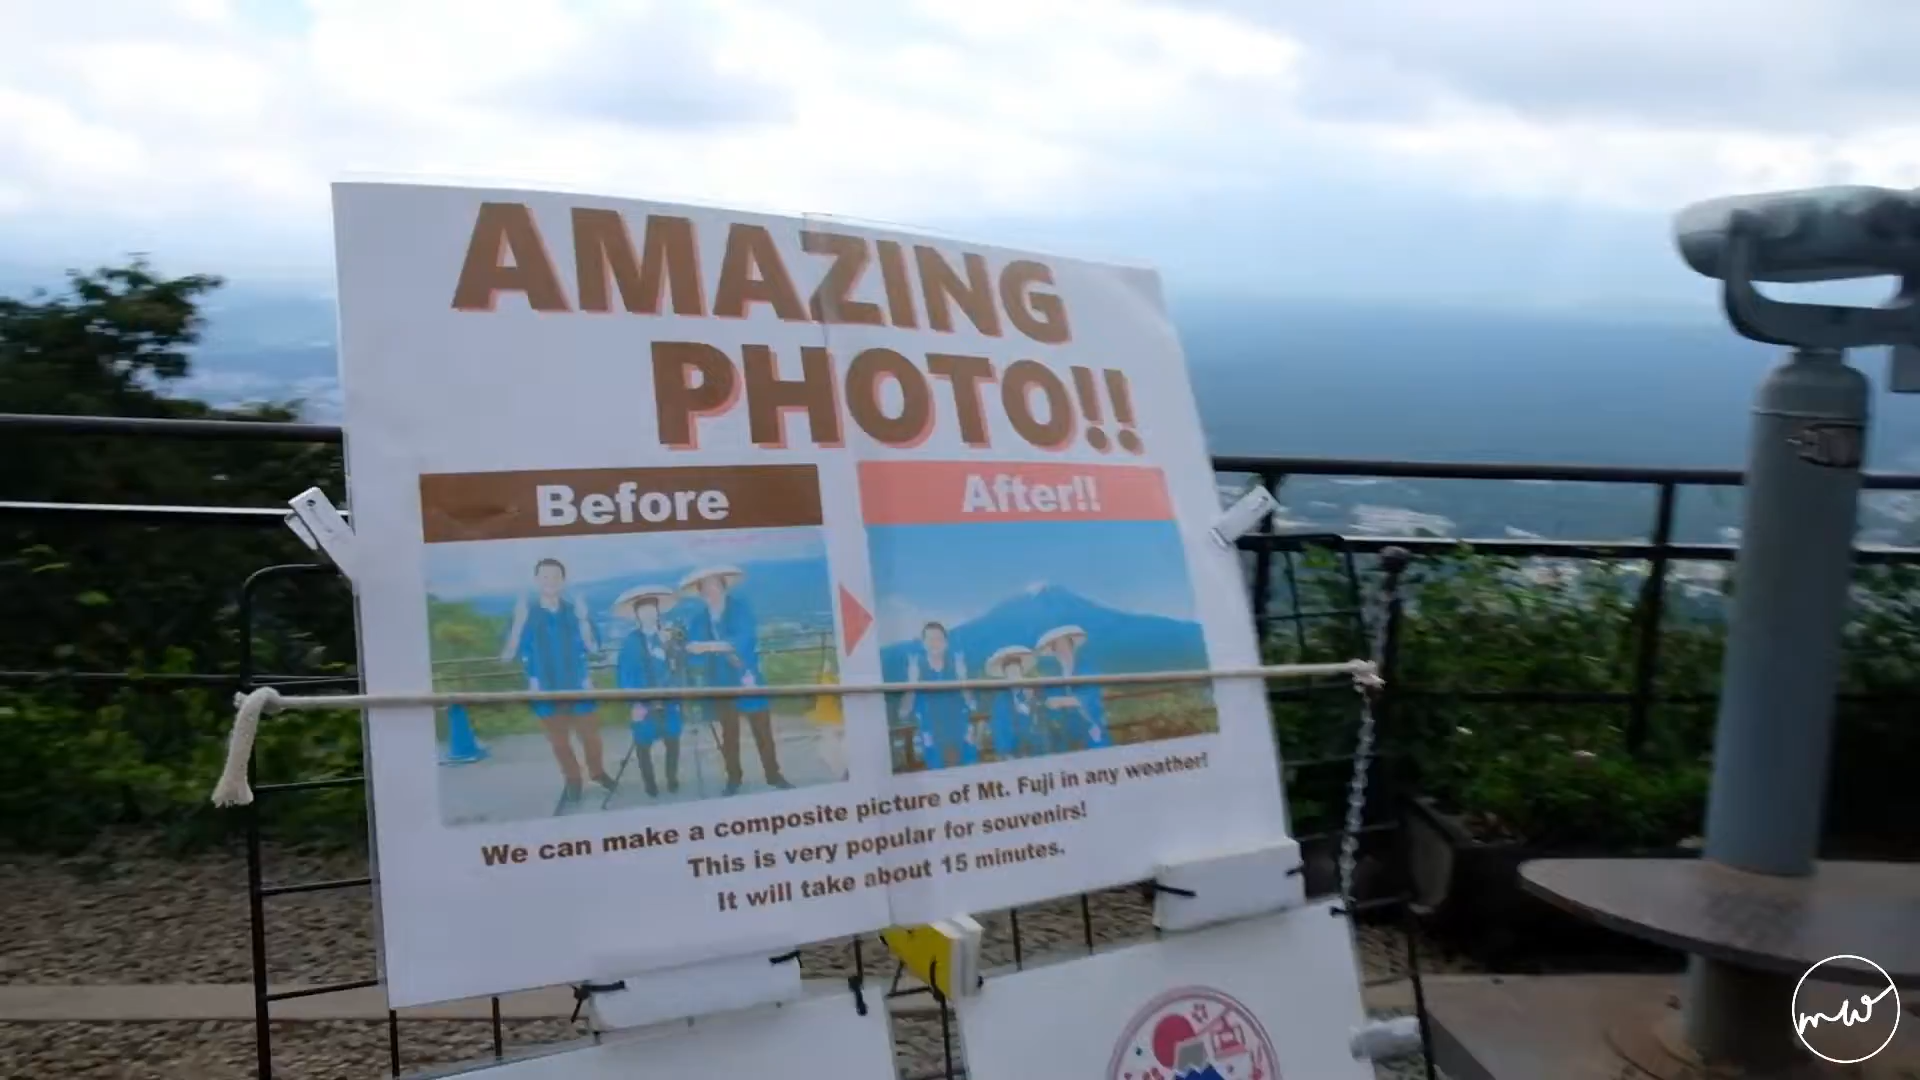 AMAZING
PHOTO!!
Before
After!!
We can make a composite picture of Mt. Fuji in any weather!
This is very popular for souvenirs!
It will take about 15 minutes.
mw